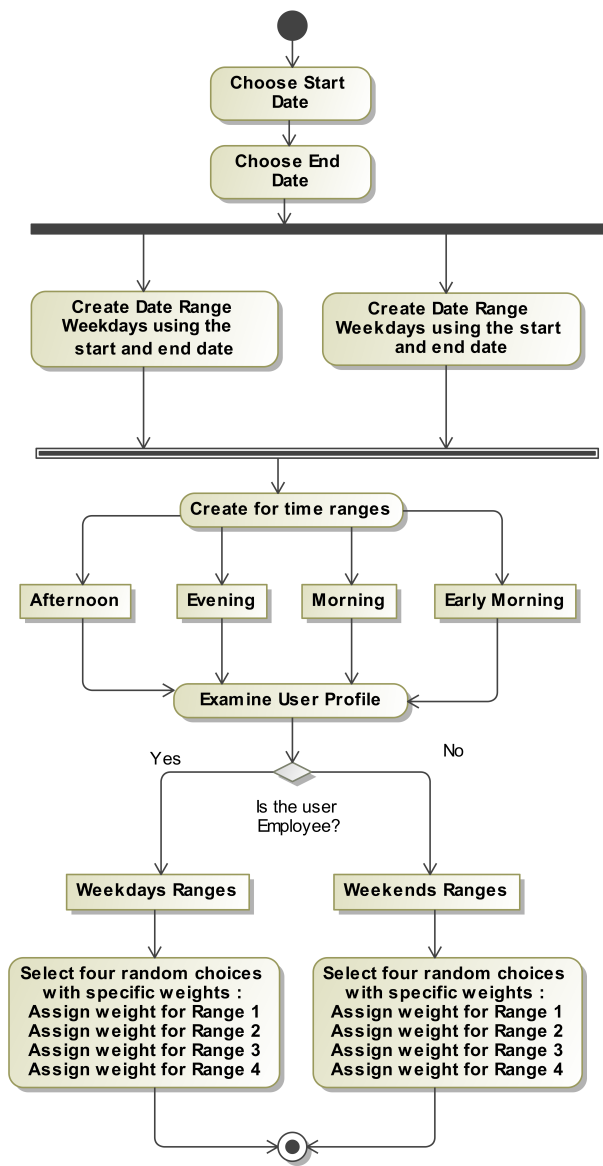 Choose Start
Date
Choose End
Date
Create Date Range
Weekdays using the
start and end date
Create Date Range
Weekdays using the start
and end date
Create for time ranges
Afternoon
Evening
Morning
Early Morning
Examine User Profile
Yes
No
Is the user
Employee?
Weekdays Ranges
Weekends Ranges
Select four random choices
with specific weights :
Assign weight for Range 1
Assign weight for Range 2
Assign weight for Range 3
Assign weight for Range 4
Select four random choices
with specific weights :
Assign weight for Range 1
Assign weight for Range 2
Assign weight for Range 3
Assign weight for Range 4